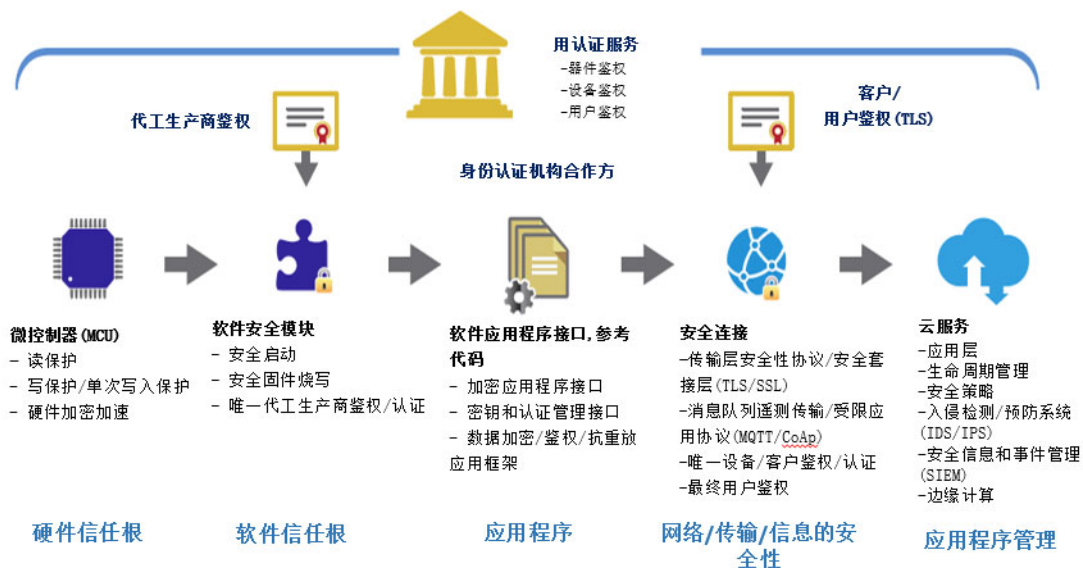 用认证服务
-器件鉴权
-设备鉴权
-用户鉴权
代工生产商鉴权
客户/
用户鉴权(TLS)
身份认证机构合作方
微控制器(MCU)
- 读保护
- 写保护/单次写入保护
- 硬件加密加速
硬件信任根
软件安全模块
- 安全启动
- 安全固件烧写
- 唯一代工生产商鉴权/认证
软件信任根
软件应用程序接口,参考
代码
- 加密应用程序接口
- 密钥和认证管理接口
- 数据加密/鉴权/抗重放
应用框架
应用程序
安全连接
-传输层安全性协议/安全套
接层(TLS/SSL)
-消息队列遥测传输/受限应
用协议(MQTT/CoAp)
-唯一设备/客户鉴权/认证
-最终用户鉴权
网络/传输/信息的安
全性
云服务
-应用层
-生命周期管理
-安全策略
-入侵检测/预防系统
(IDS/IPS)
-安全信息和事件管理
(SIEM)
-边缘计算
应用程序管理